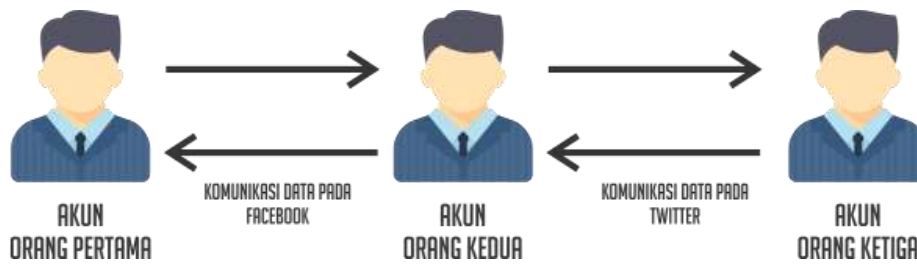 KOMUNIKASI DATA PADA
FACEBOOK
KOMUNIKASI DATA PADA
TWITTER
AKUN
ORANG PERTAMA
AKUN
ORANG KEDUA
AKUN
ORANG KETIGA